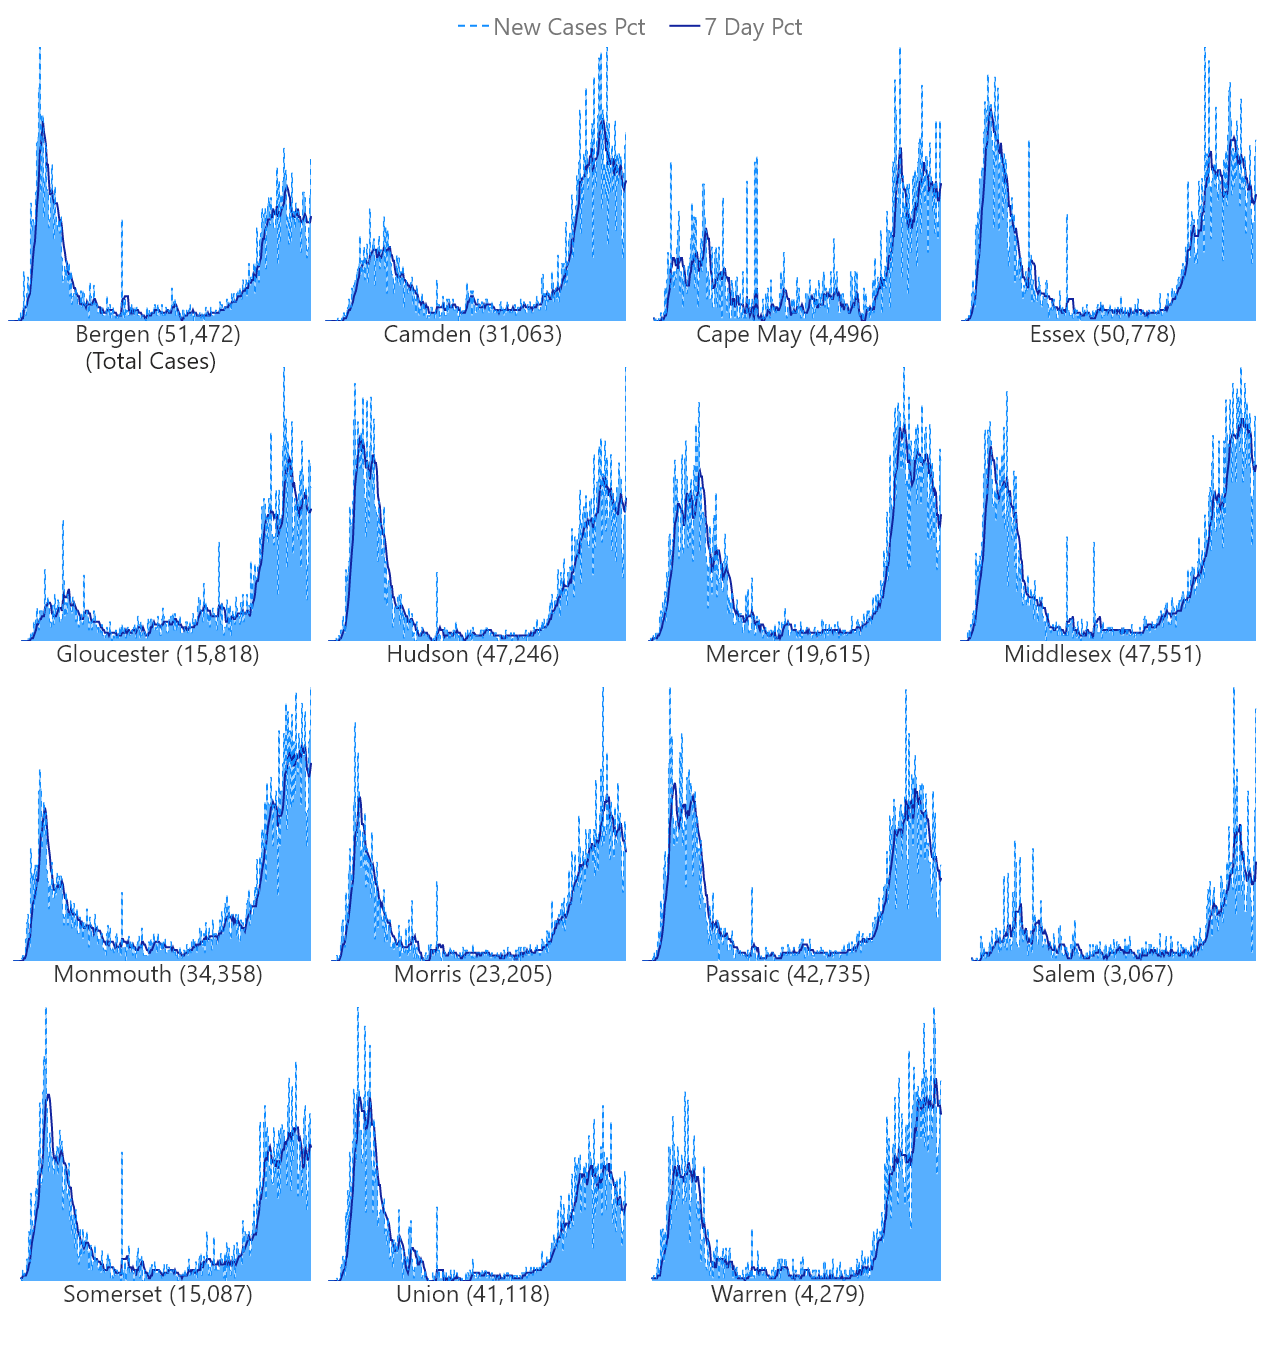 New Cases Pct 7 Day Pct
Bergen (51,472) Camden (31,063) Cape May (4,496) Essex (50,778)
(Total Cases)
Gloucester (15,818) Hudson (47,246) Mercer (19,615) Middlesex (47,551)
Monmouth (34,358) Morris (23,205) Passaic (42,735) Salem (3,067)
Somerset (15,087) Union (41,118) Warren (4,279)